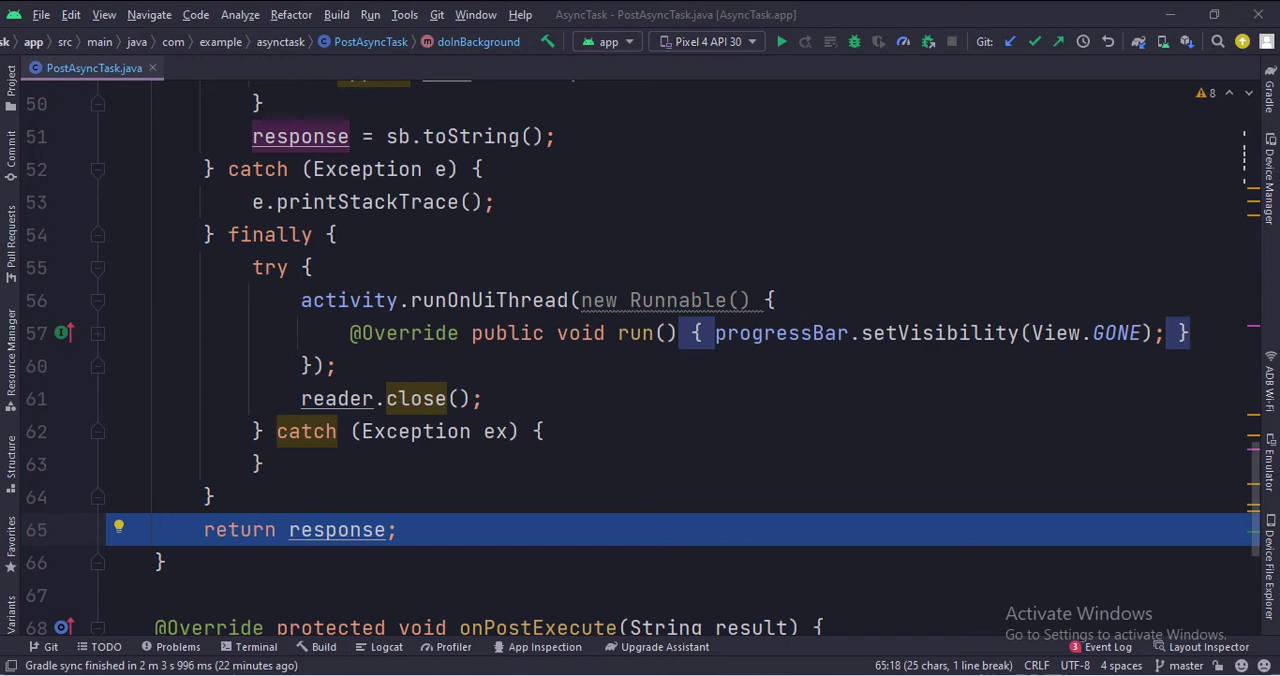 File Edit View Navigate Code Analyze Refactor Build Run Tools Git Window Help AsyncTask - PostAsyncTask.java [AsyncTask.app]
sk app src main java com example asynctask PostAsyncTask doInBackground app Pixel 4 API 30 Git:
PostAsyncTask.java
Project
Commit
Pull Requests
Resource Manager
Structure
Favorites
Variants
8
50 }
51 response = sb.toString();
52 } catch (Exception e) {
53 e.printStackTrace();
54 } finally {
55 try {
56 activity.runOnUiThread(new Runnable() {
57 @Override public void run() { progressBar.setVisibility(View.GONE); }
60 });
61 reader.close();
62 } catch (Exception ex) {
63 }
64 }
65 return response;
66 }
67
68 @Override protected void onPostExecute(String result) {
Gradle
Device Manager
ADB Wi-Fi
Emulator
Device File Explorer
Activate Windows
Go to Settings to activate Windows.
Git TODO Problems Terminal Build Logcat Profiler App Inspection Upgrade Assistant 3 Event Log Layout Inspector
Gradle sync finished in 2 m 3 s 996 ms (22 minutes ago) 65:18 (25 chars, 1 line break) CRLF UTF-8 4 spaces master